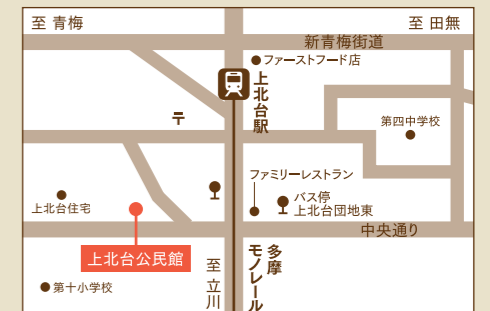 至 青梅
至 田無
新青梅街道
ファーストフード店
上北台駅
〒
第四中学校
ファミリーレストラン
バス停
上北台団地東
上北台住宅
中央通り
上北台公民館
多摩
モノレール
至 立川
第十小学校